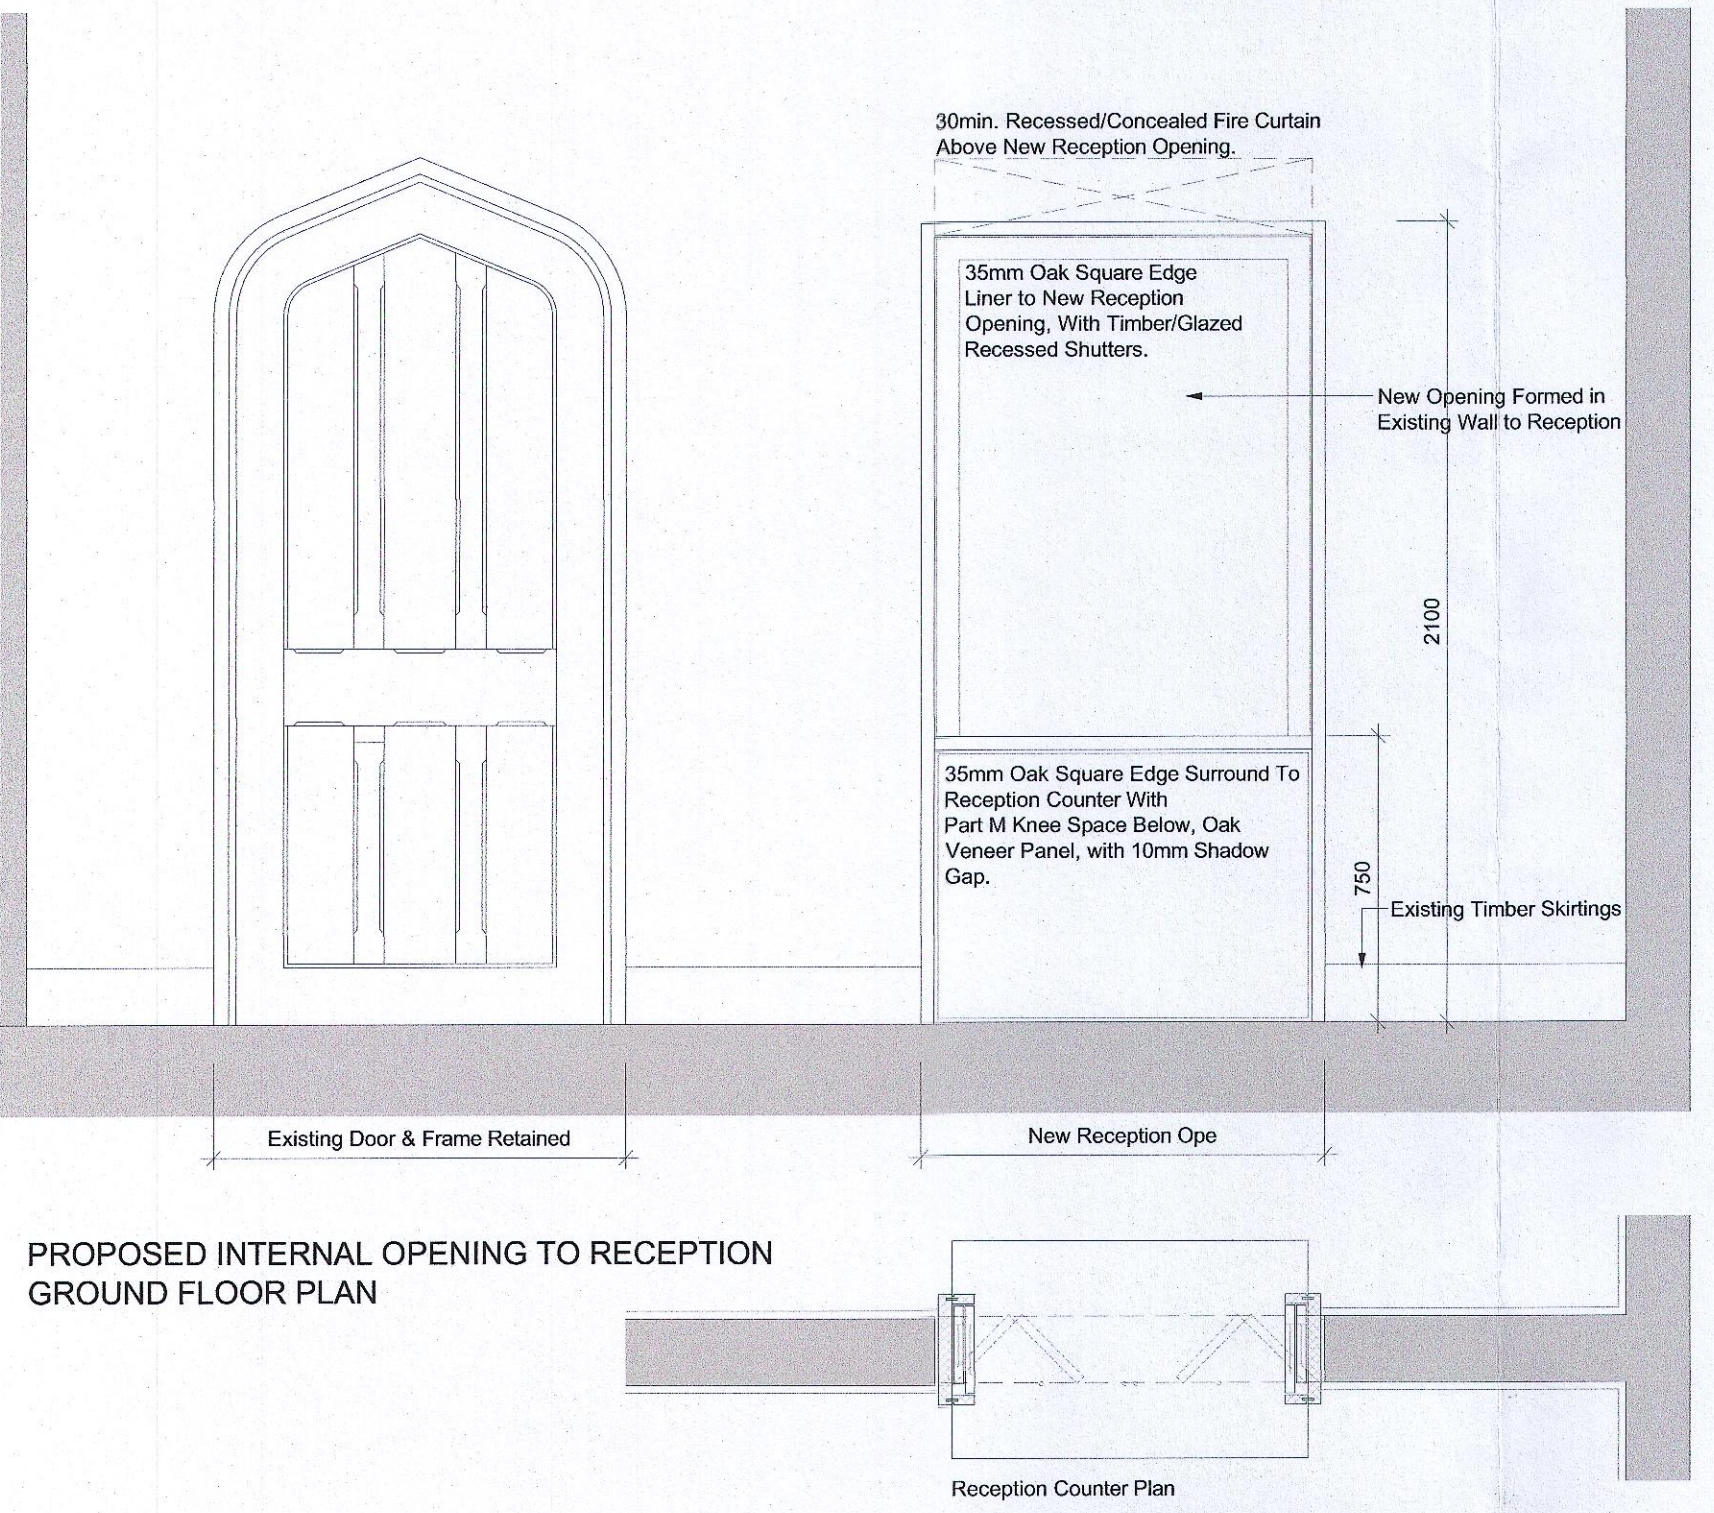 30min. Recessed/Concealed Fire Curtain
Above New Reception Opening.
35mm Oak Square Edge
Liner to New Reception
Opening, With Timber/Glazed
Recessed Shutters.
New Opening Formed in
Existing Wall to Reception
2100
35mm Oak Square Edge Surround To
Reception Counter With
Part M Knee Space Below, Oak
Veneer Panel, with 10mm Shadow
Gap.
750
Existing Timber Skirtings
Existing Door & Frame Retained
New Reception Ope
PROPOSED INTERNAL OPENING TO RECEPTION
GROUND FLOOR PLAN
Reception Counter Plan